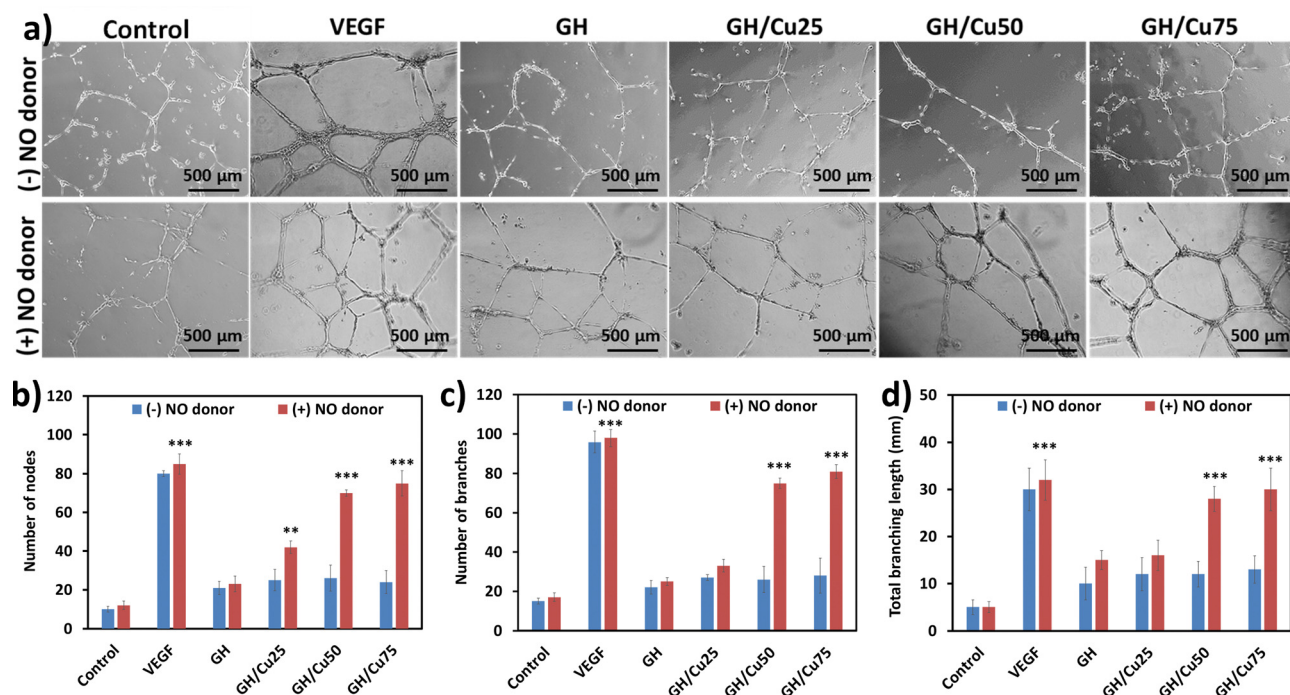 a)
Control VEGF GH GH/Cu25 GH/Cu50 GH/Cu75
(-) NO donor
500 µm 500 µm 500 µm 500 µm 500 µm 500 µm
(+) NO donor
500 µm 500 µm 500 µm 500 µm 500 µm 500 µm
b)
Number of nodes
120
100
80
60
40
20
0
(-) NO donor (+) NO donor
***
**
***
***
Control VEGF GH GH/Cu25 GH/Cu50 GH/Cu75
c)
Number of branches
120
100
80
60
40
20
0
(-) NO donor (+) NO donor
***
***
***
Control VEGF GH GH/Cu25 GH/Cu50 GH/Cu75
d)
Total branching length (mm)
50
40
30
20
10
0
(-) NO donor (+) NO donor
***
***
***
Control VEGF GH GH/Cu25 GH/Cu50 GH/Cu75